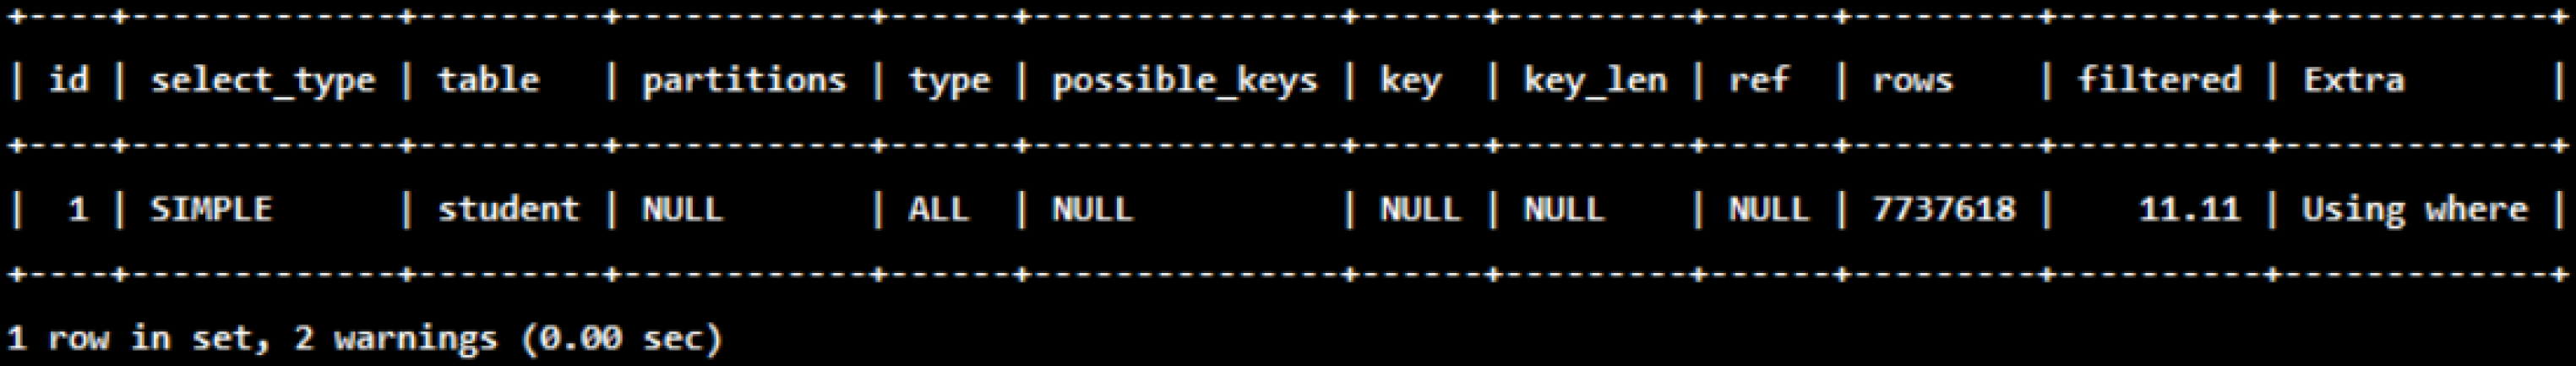 +----+-------------+---------+------------+------+---------------+------+---------+------+---------+----------+-------------+
| id | select_type | table   | partitions | type | possible_keys | key  | key_len | ref  | rows    | filtered | Extra       |
+----+-------------+---------+------------+------+---------------+------+---------+------+---------+----------+-------------+
|  1 | SIMPLE      | student | NULL       | ALL  | NULL          | NULL | NULL    | NULL | 7737618 |    11.11 | Using where |
+----+-------------+---------+------------+------+---------------+------+---------+------+---------+----------+-------------+
1 row in set, 2 warnings (0.00 sec)